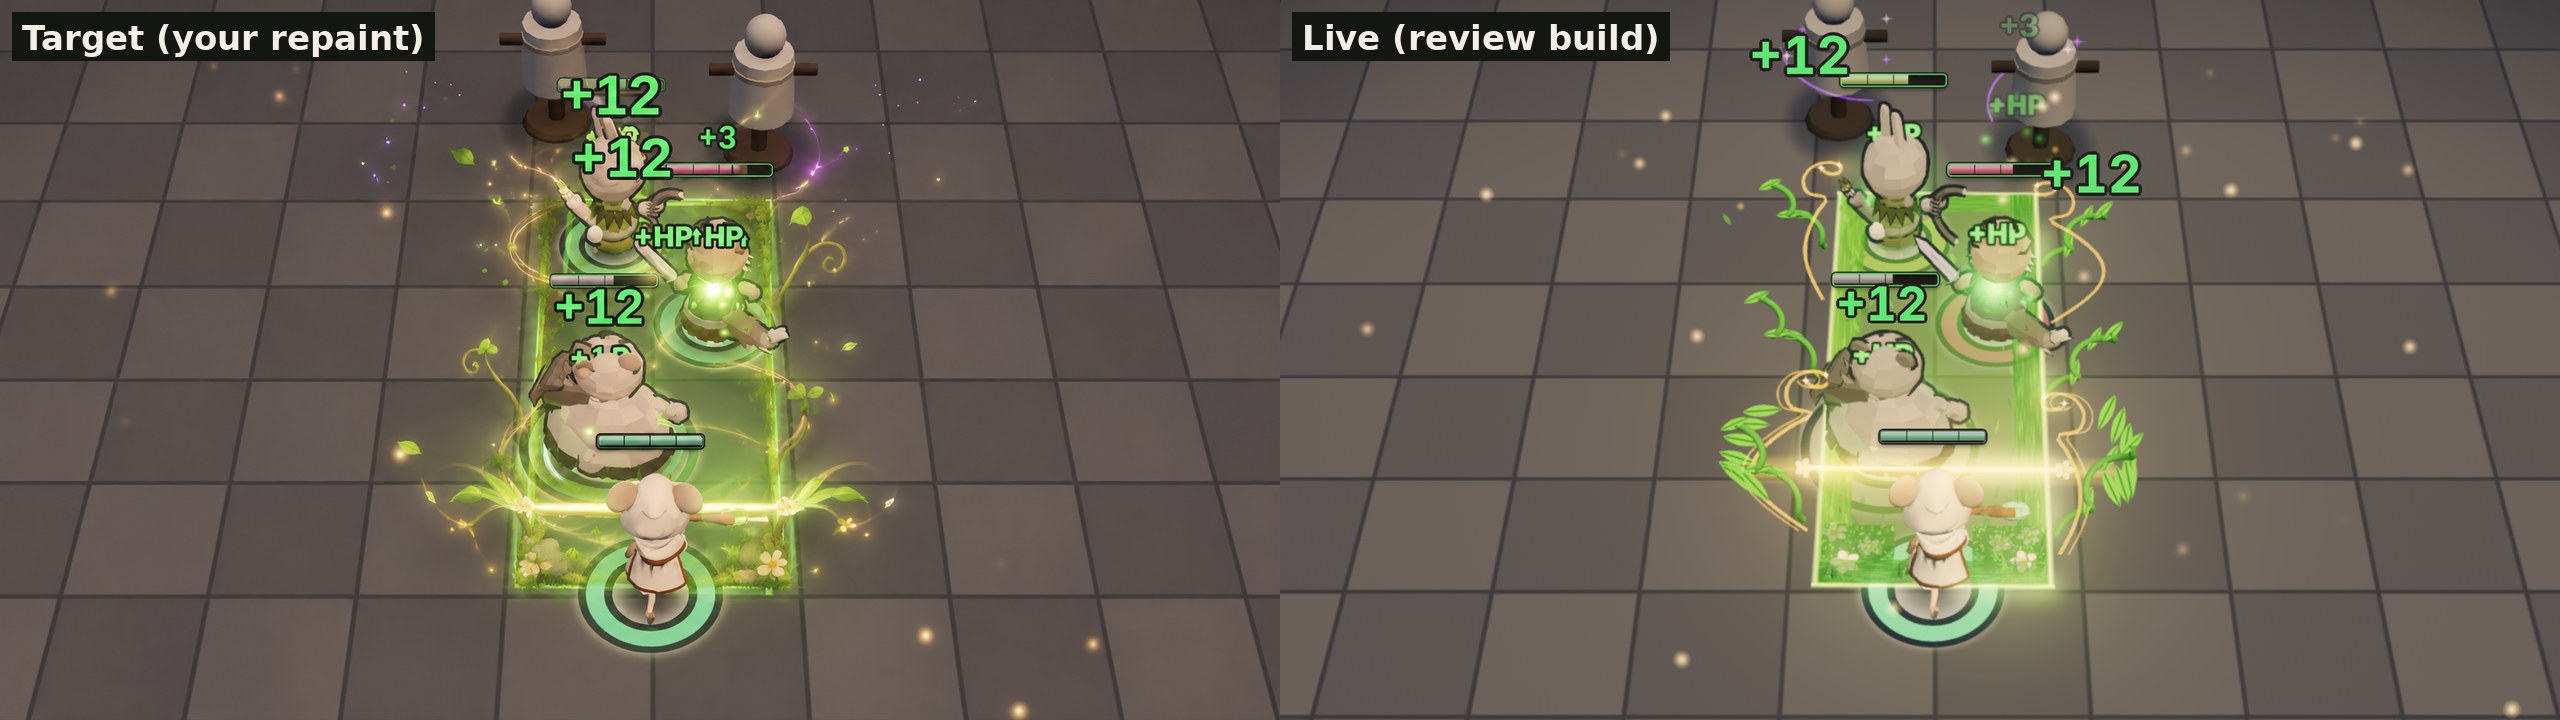 Target (your repaint)
+12
+12
+3
+HP
+12
Live (review build)
+3
+12
+HP
+12
+HP
+12